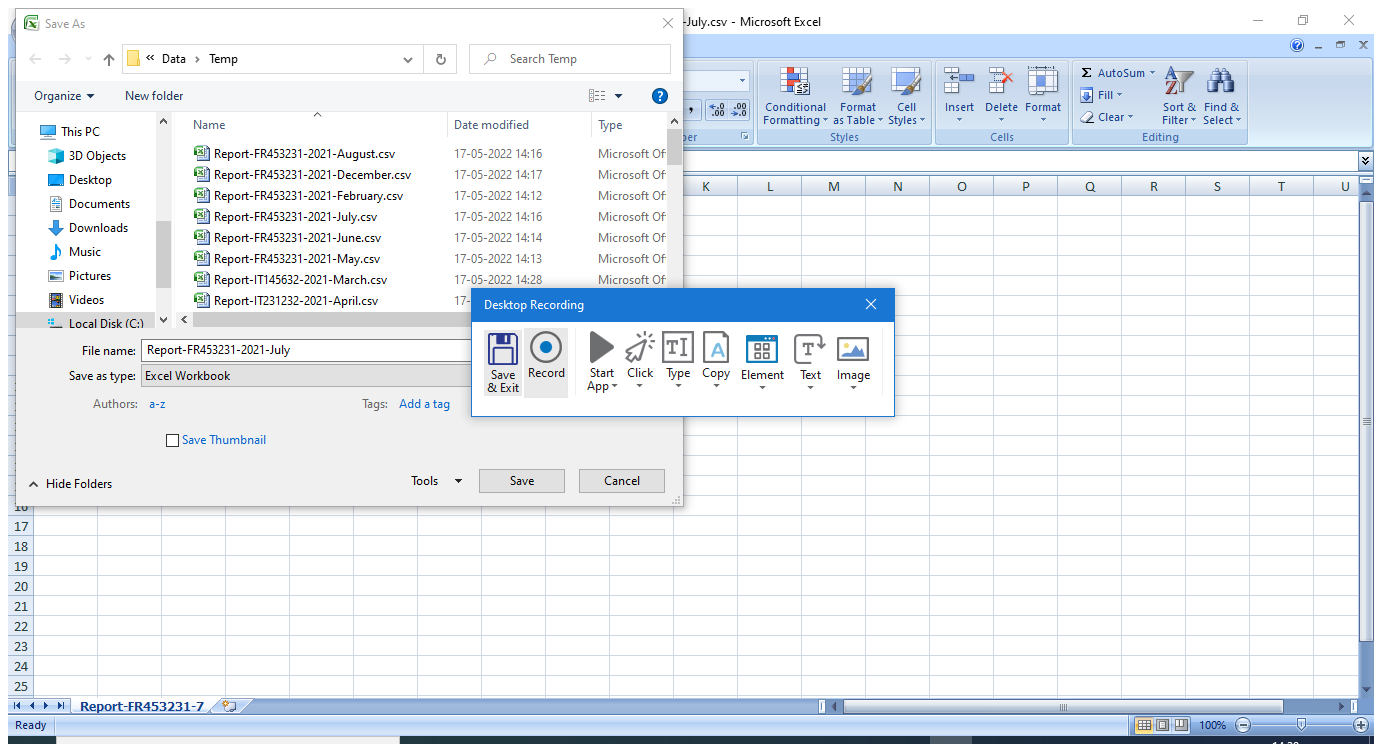 Save As
-July.csv - Microsoft Excel
Data › Temp
Search Temp
Organize
New folder
This PC
3D Objects
Desktop
Documents
Downloads
Music
Pictures
Videos
Local Disk (C:)
Name Date modified Type
Report-FR453231-2021-August.csv 17-05-2022 14:16 Microsoft Of
Report-FR453231-2021-December.csv 17-05-2022 14:17 Microsoft Of
Report-FR453231-2021-February.csv 17-05-2022 14:12 Microsoft Of
Report-FR453231-2021-July.csv 17-05-2022 14:16 Microsoft Of
Report-FR453231-2021-June.csv 17-05-2022 14:14 Microsoft Of
Report-FR453231-2021-May.csv 17-05-2022 14:13 Microsoft Of
Report-IT145632-2021-March.csv 17-05-2022 14:28 Microsoft Of
Report-IT231232-2021-April.csv 17-
File name: Report-FR453231-2021-July
Save as type: Excel Workbook
Authors: a-z
Tags: Add a tag
Save Thumbnail
Hide Folders
Tools
Save
Cancel
Desktop Recording
Save
& Exit
Record
Start
App
Click
Type
Copy
Element
Text
Image
Conditional
Formatting
Format
as Table
Cell
Styles
Styles
Insert
Delete
Format
Cells
Σ AutoSum
Fill
Clear
Sort &
Filter
Find &
Select
Editing
K L M N O P Q R S T U
16
17
18
19
20
21
22
23
24
25
Report-FR453231-7
Ready
100%